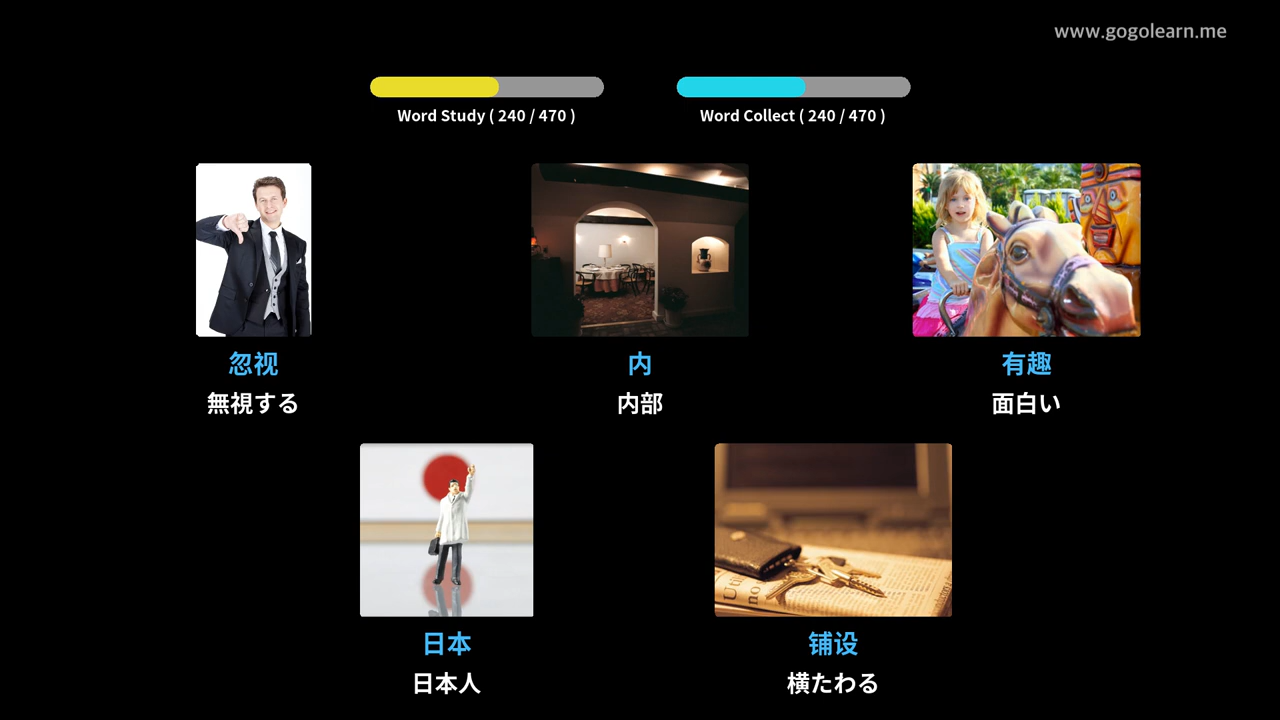 www.gogolearn.me
Word Study ( 240 / 470 )
Word Collect ( 240 / 470 )
忽视
無視する
内
内部
有趣
面白い
日本
日本人
铺设
横たわる